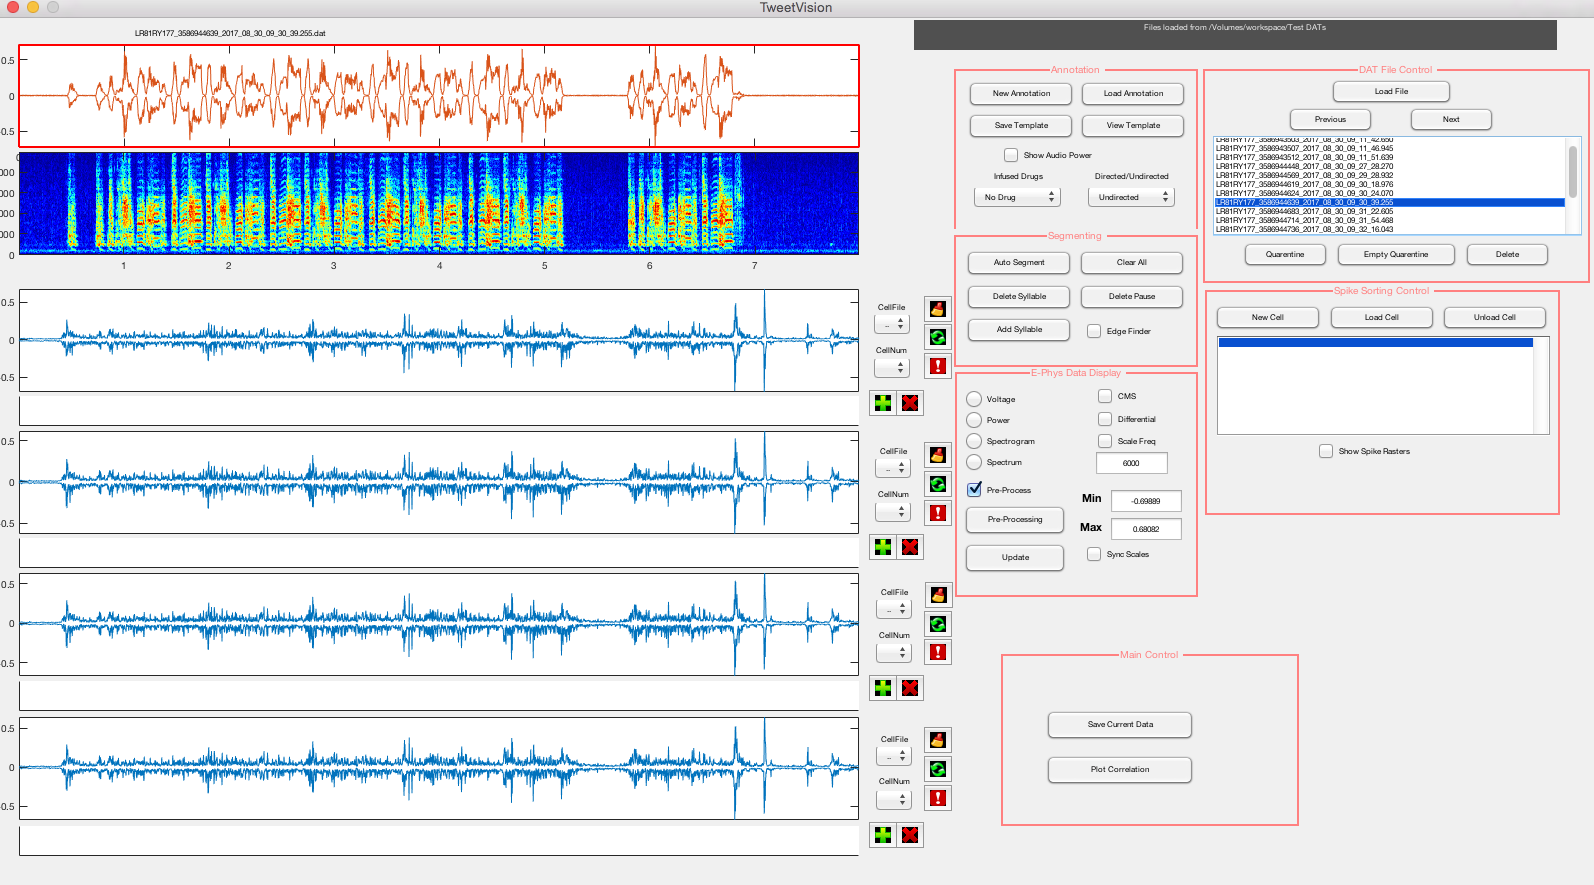 TweetVision
LR81RY177_3586944639_2017_08_30_09_30_39.255.dat
Files loaded from /Volumes/workspace/Test DATs
0.5
0
-0.5
0
1 2 3 4 5 6 7
0.5
0
-0.5
0.5
0
-0.5
0.5
0
-0.5
0.5
0
-0.5
CellFile
--
CellNum
CellFile
--
CellNum
CellFile
--
CellNum
CellFile
--
CellNum
Annotation
New Annotation Load Annotation
Save Template View Template
Show Audio Power
Infused Drugs Directed/Undirected
No Drug Undirected
Segmenting
Auto Segment Clear All
Delete Syllable Delete Pause
Add Syllable Edge Finder
E-Phys Data Display
Voltage CMS
Power Differential
Spectrogram Scale Freq
Spectrum 6000
Pre-Process Min -0.69889
Pre-Processing Max 0.68082
Update Sync Scales
DAT File Control
Load File
Previous Next
LR81RY177_3586943503_2017_08_30_09_11_42.650
LR81RY177_3586943507_2017_08_30_09_11_46.945
LR81RY177_3586943512_2017_08_30_09_11_51.639
LR81RY177_3586944448_2017_08_30_09_27_28.270
LR81RY177_3586944569_2017_08_30_09_29_28.932
LR81RY177_3586944619_2017_08_30_09_30_18.976
LR81RY177_3586944624_2017_08_30_09_30_24.070
LR81RY177_3586944639_2017_08_30_09_30_39.255
LR81RY177_3586944683_2017_08_30_09_31_22.605
LR81RY177_3586944714_2017_08_30_09_31_54.468
LR81RY177_3586944736_2017_08_30_09_32_16.043
Quarentine Empty Quarentine Delete
Spike Sorting Control
New Cell Load Cell Unload Cell
Show Spike Rasters
Main Control
Save Current Data
Plot Correlation